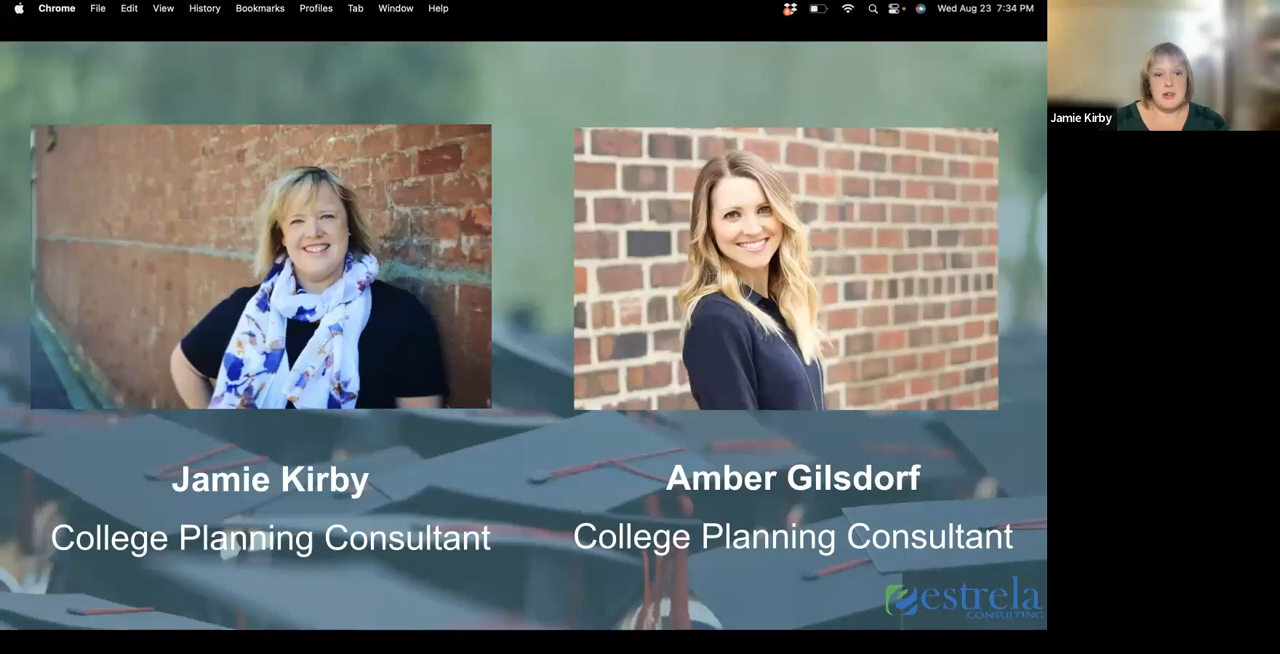 Chrome File Edit View History Bookmarks Profiles Tab Window Help Wed Aug 23 7:34 PM
Jamie Kirby
Jamie Kirby
College Planning Consultant
Amber Gilsdorf
College Planning Consultant
estrela
CONSULTING